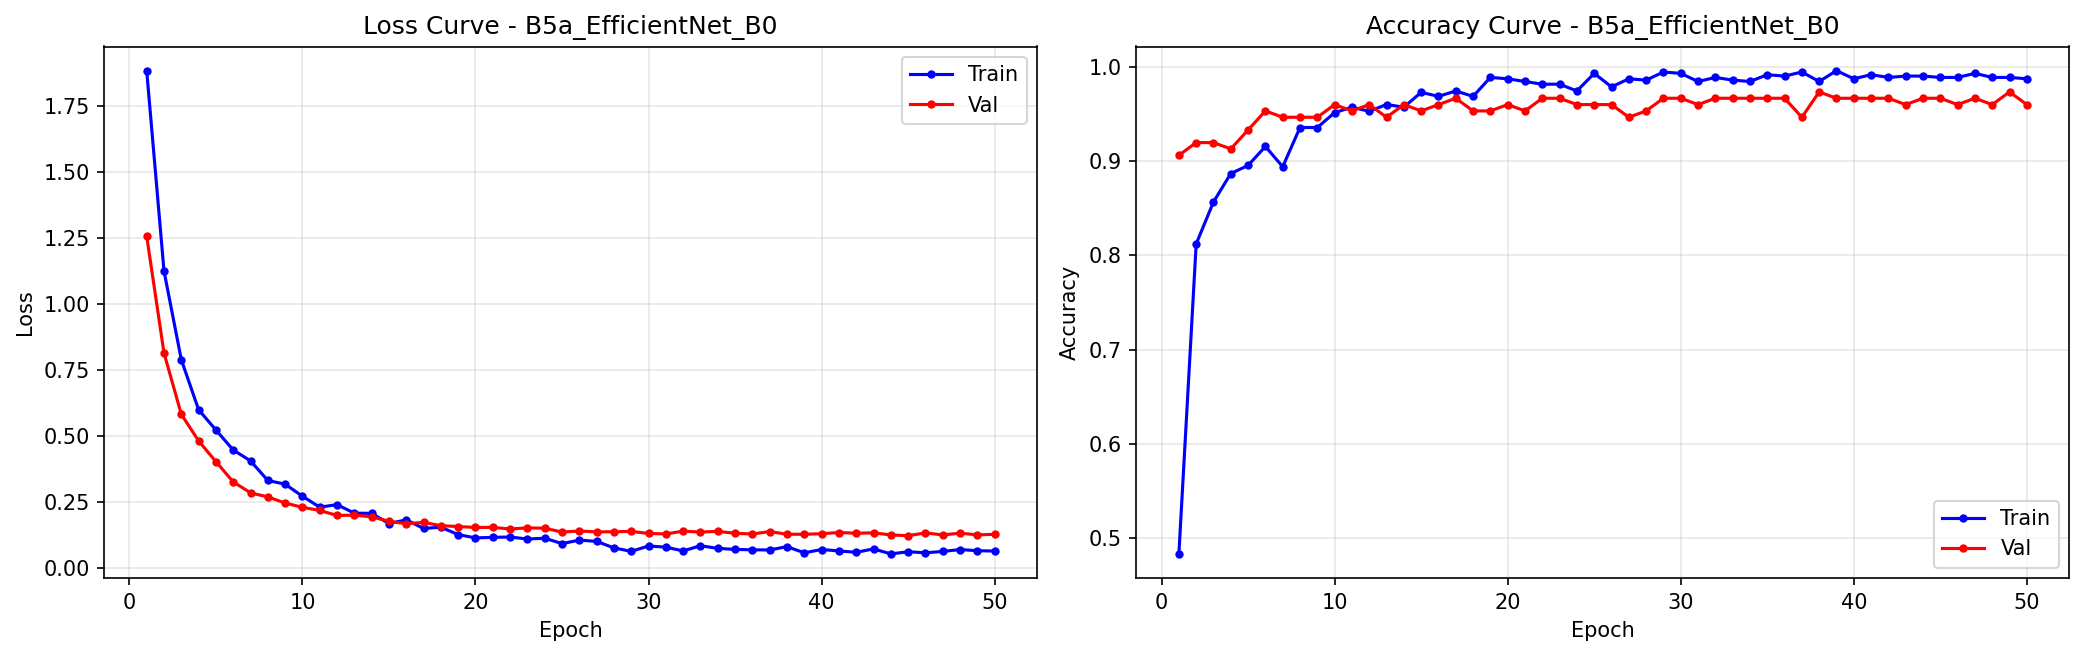 Loss Curve - B5a_EfficientNet_B0
Train
Val
1.75
1.50
1.25
1.00
0.75
0.50
0.25
0.00
Loss
0 10 20 30 40 50
Epoch
Accuracy Curve - B5a_EfficientNet_B0
1.0
0.9
0.8
0.7
0.6
0.5
Accuracy
Train
Val
0 10 20 30 40 50
Epoch